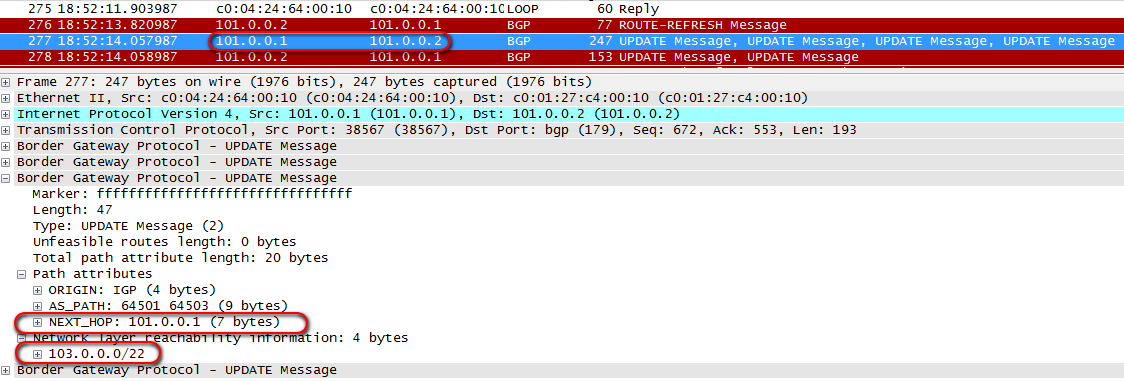 275 18:52:11.903987 c0:04:24:64:00:10 c0:04:24:64:00:10 LOOP 60 Reply
276 18:52:13.820987 101.0.0.2 101.0.0.1 BGP 77 ROUTE-REFRESH Message
277 18:52:14.057987 101.0.0.1 101.0.0.2 BGP 247 UPDATE Message, UPDATE Message, UPDATE Message, UPDATE Message
278 18:52:14.058987 101.0.0.2 101.0.0.1 BGP 153 UPDATE Message, UPDATE Message
Frame 277: 247 bytes on wire (1976 bits), 247 bytes captured (1976 bits)
Ethernet II, Src: c0:04:24:64:00:10 (c0:04:24:64:00:10), Dst: c0:01:27:c4:00:10 (c0:01:27:c4:00:10)
Internet Protocol Version 4, Src: 101.0.0.1 (101.0.0.1), Dst: 101.0.0.2 (101.0.0.2)
Transmission Control Protocol, Src Port: 38567 (38567), Dst Port: bgp (179), Seq: 672, Ack: 553, Len: 193
Border Gateway Protocol - UPDATE Message
Border Gateway Protocol - UPDATE Message
Border Gateway Protocol - UPDATE Message
Marker: ffffffffffffffffffffffffffffffff
Length: 47
Type: UPDATE Message (2)
Unfeasible routes length: 0 bytes
Total path attribute length: 20 bytes
Path attributes
ORIGIN: IGP (4 bytes)
AS_PATH: 64501 64503 (9 bytes)
NEXT_HOP: 101.0.0.1 (7 bytes)
Network layer reachability information: 4 bytes
103.0.0.0/22
Border Gateway Protocol - UPDATE Message